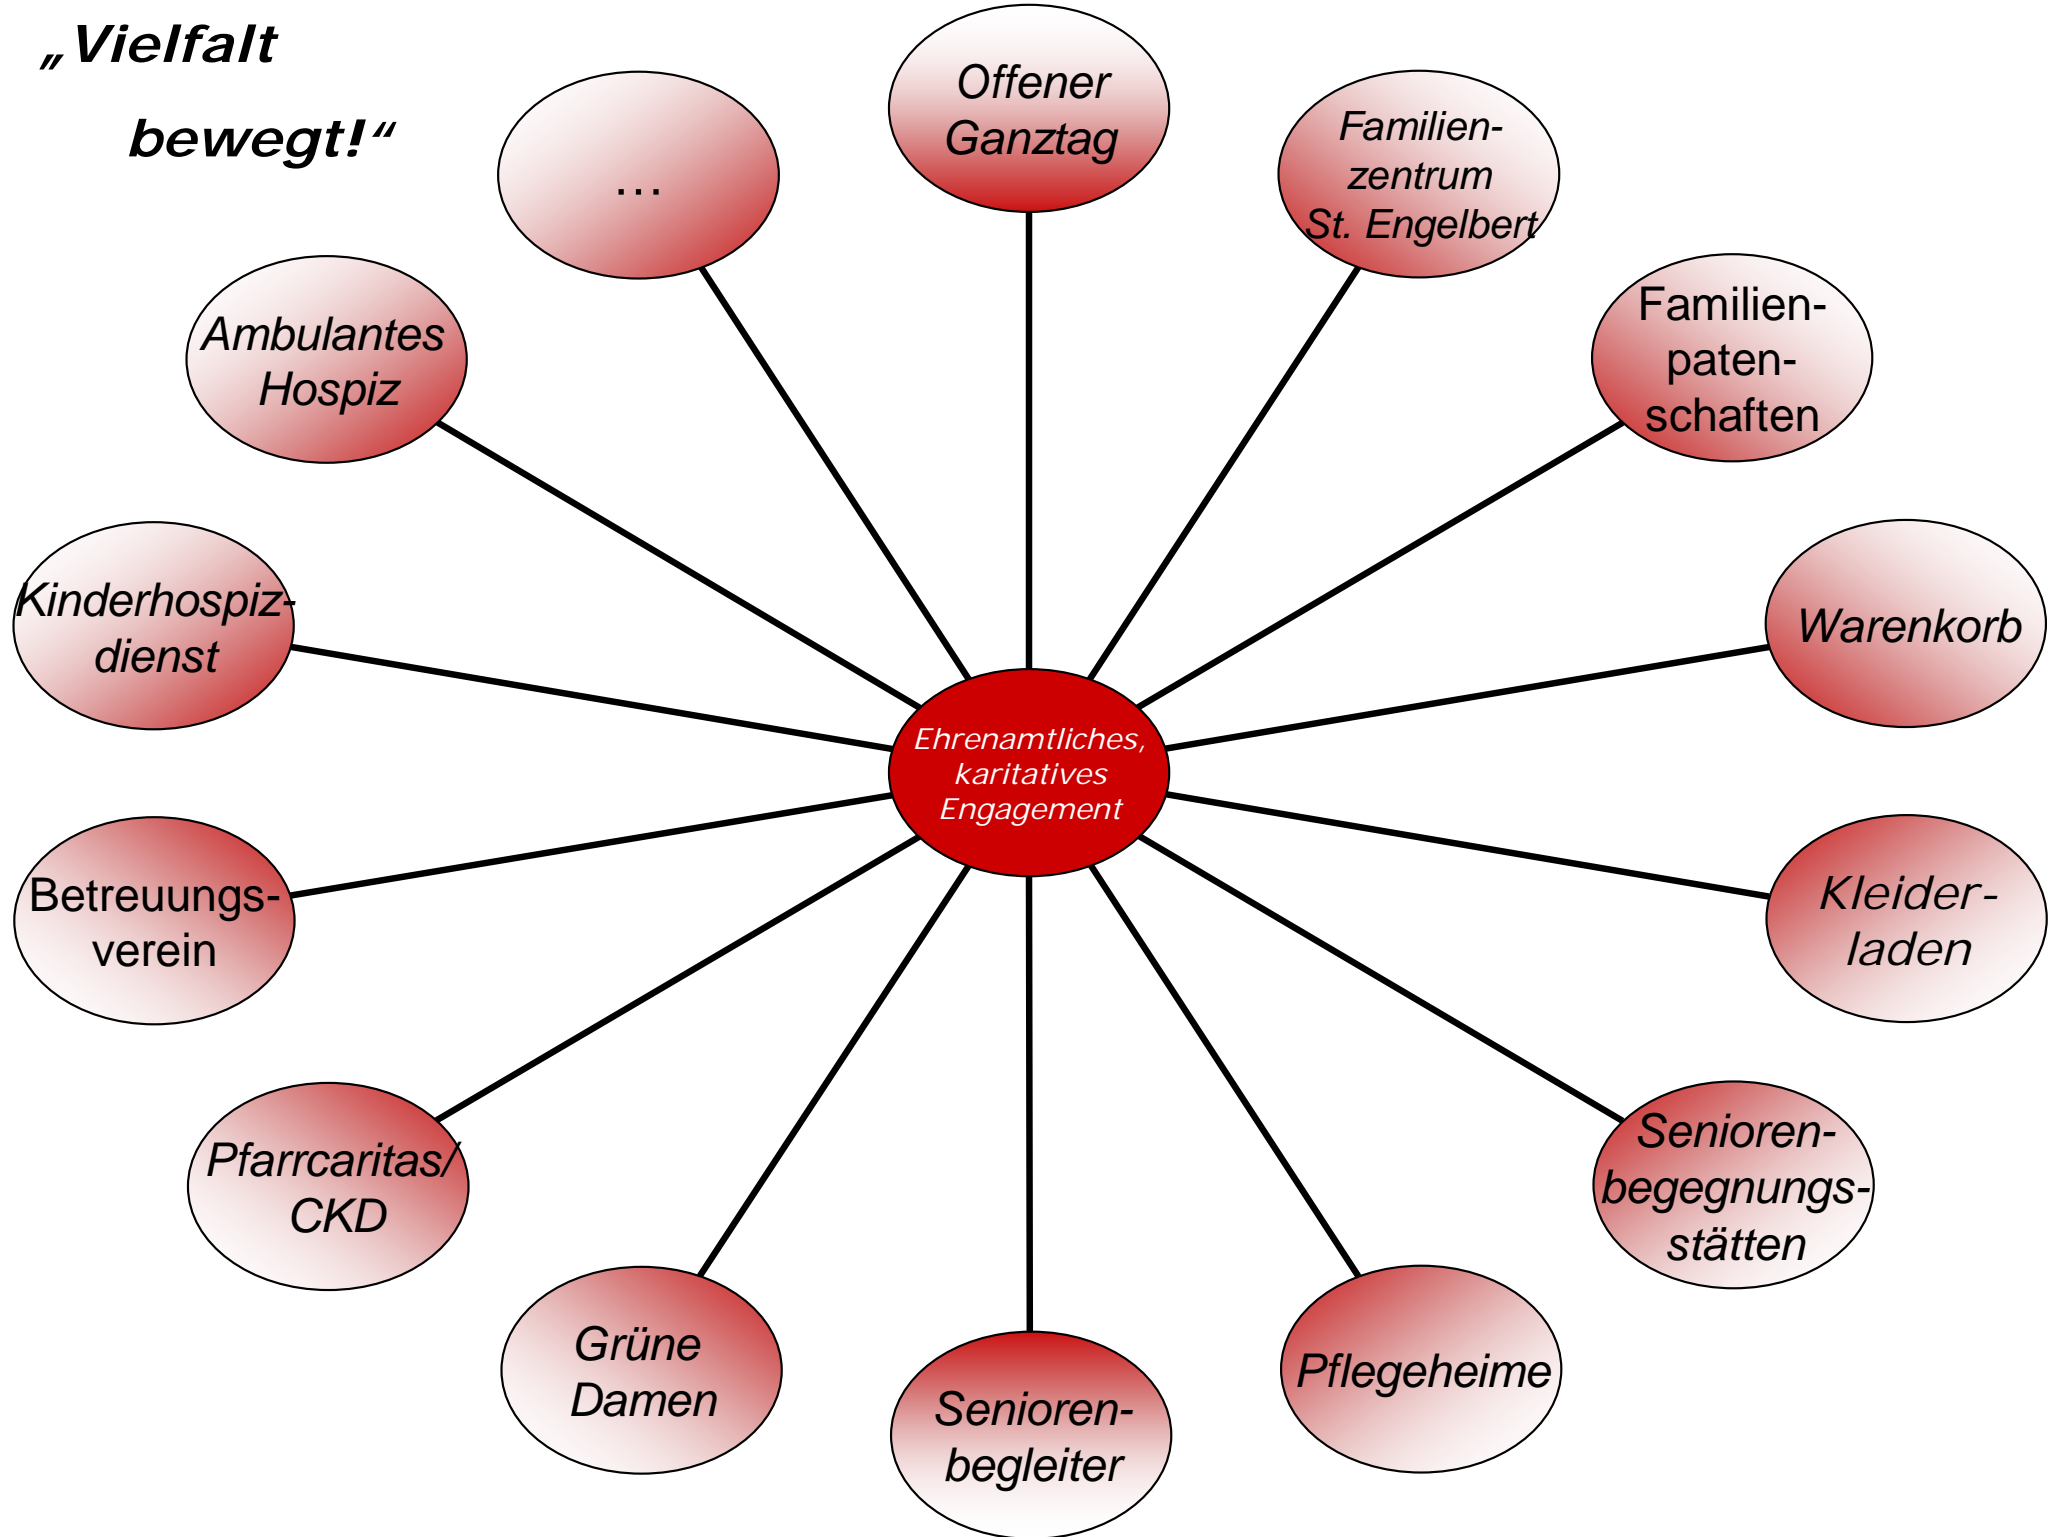 „Vielfalt
bewegt!“
Offener
Ganztag
Familien-
zentrum
St. Engelbert
Familien-
paten-
schaften
Warenkorb
Kleider-
laden
Senioren-
begegnungs-
stätten
Pflegeheime
Senioren-
begleiter
Grüne
Damen
Pfarrcaritas/
CKD
Betreuungs-
verein
Kinderhospiz-
dienst
Ambulantes
Hospiz
…
Ehrenamtliches,
karitatives
Engagement